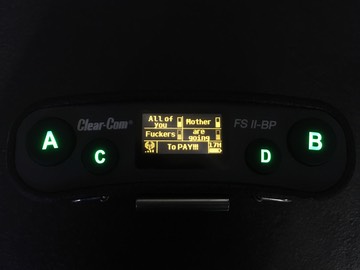 Clear-Com®
FS II-BP
A
C
All of you
Mother
Fuckers
are going
To PAY!!!
17H
D
B